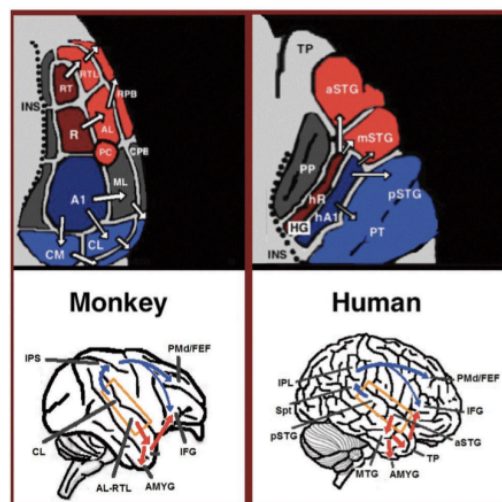 RT
RTL
RPB
INS
R
AL
PC
CPB
ML
A1
CM
CL
TP
aSTG
mSTG
PP
hR
pSTG
hA1
HG
PT
INS
Monkey
IPS
PMd/FEF
CL
IFG
AL-RTL
AMYG
Human
IPL
PMd/FEF
Spt
IFG
pSTG
aSTG
MTG
AMYG
TP